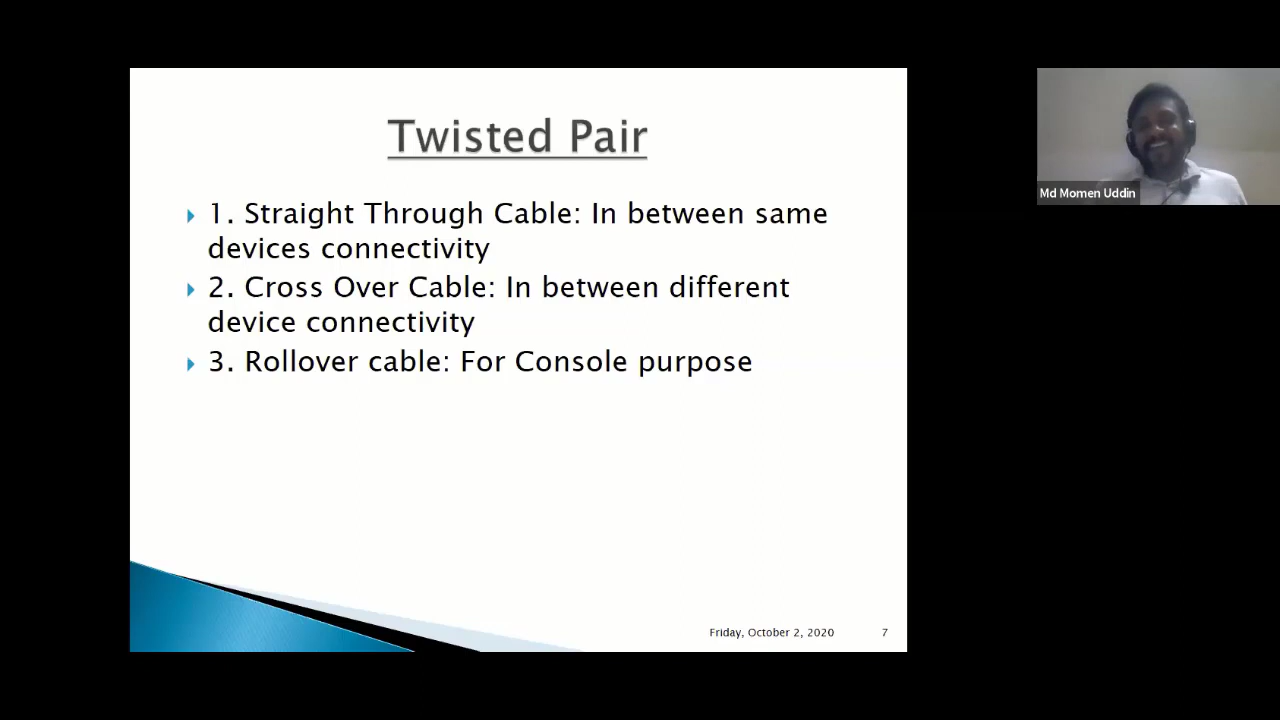 Twisted Pair
1. Straight Through Cable: In between same
devices connectivity
2. Cross Over Cable: In between different
device connectivity
3. Rollover cable: For Console purpose
Friday, October 2, 2020 7
Md Momen Uddin